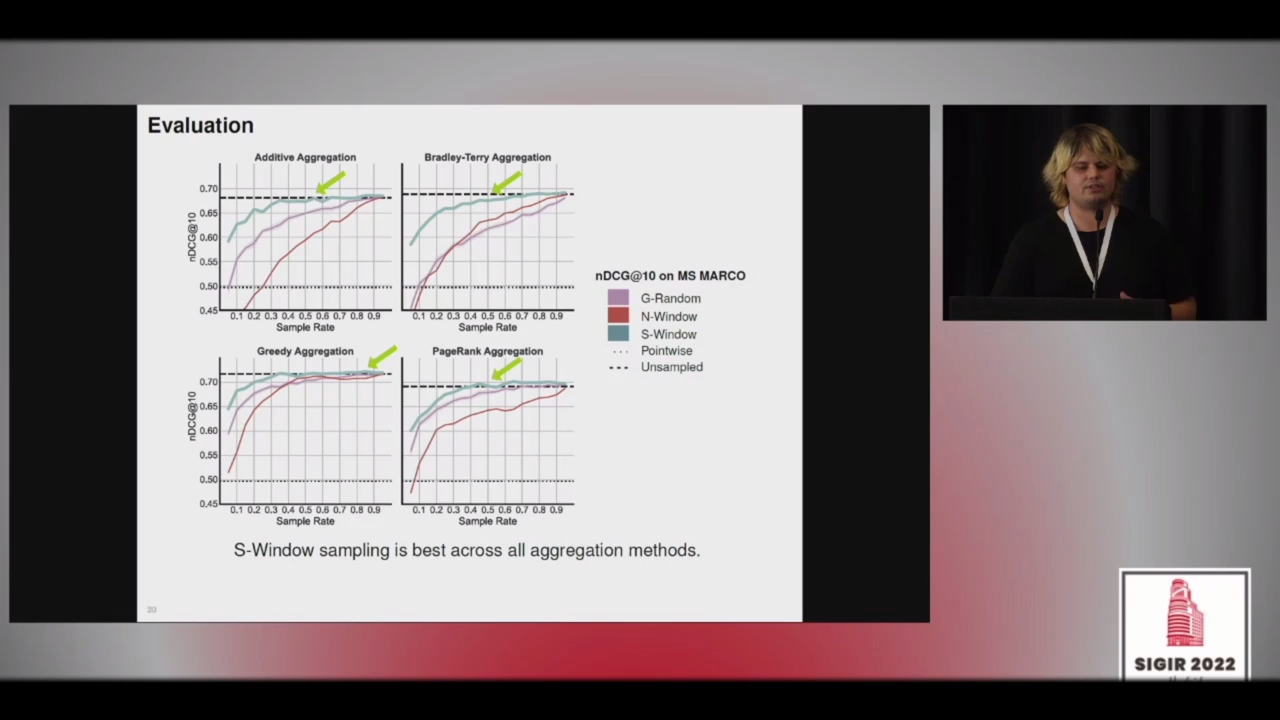 Evaluation
Additive Aggregation
Bradley-Terry Aggregation
nDCG@10
0.70
0.65
0.60
0.55
0.50
0.45
0.1 0.2 0.3 0.4 0.5 0.6 0.7 0.8 0.9
0.1 0.2 0.3 0.4 0.5 0.6 0.7 0.8 0.9
Sample Rate
Sample Rate
Greedy Aggregation
PageRank Aggregation
nDCG@10
0.70
0.65
0.60
0.55
0.50
0.45
0.1 0.2 0.3 0.4 0.5 0.6 0.7 0.8 0.9
0.1 0.2 0.3 0.4 0.5 0.6 0.7 0.8 0.9
Sample Rate
Sample Rate
nDCG@10 on MS MARCO
G-Random
N-Window
S-Window
Pointwise
Unsampled
S-Window sampling is best across all aggregation methods.
20
SIGIR 2022